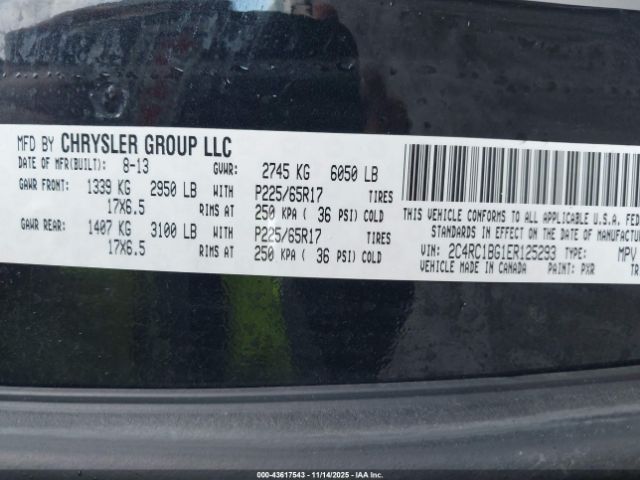 MFD BY CHRYSLER GROUP LLC
DATE OF MFR(BUILT): 8-13 GVWR: 2745 KG 6050 LB
GAWR FRONT: 1339 KG 2950 LB WITH P225/65R17 TIRES
17X6.5 RIMS AT 250 KPA ( 36 PSI) COLD
GAWR REAR: 1407 KG 3100 LB WITH P225/65R17 TIRES
17X6.5 RIMS AT 250 KPA ( 36 PSI) COLD
THIS VEHICLE CONFORMS TO ALL APPLICABLE U.S.A. FED
STANDARDS IN EFFECT ON THE DATE OF MANUFA
VIN: 2C4RC1BG1ER125293 TYPE: MPV
VEHICLE MADE IN CANADA PAINT: PXR TR
000-43617543 - 11/14/2025 - IAAI.COM